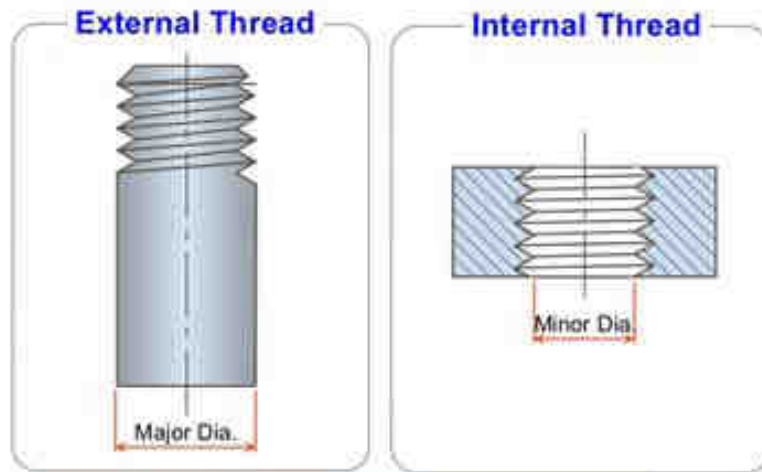 External Thread
Internal Thread
Major Dia.
Minor Dia.